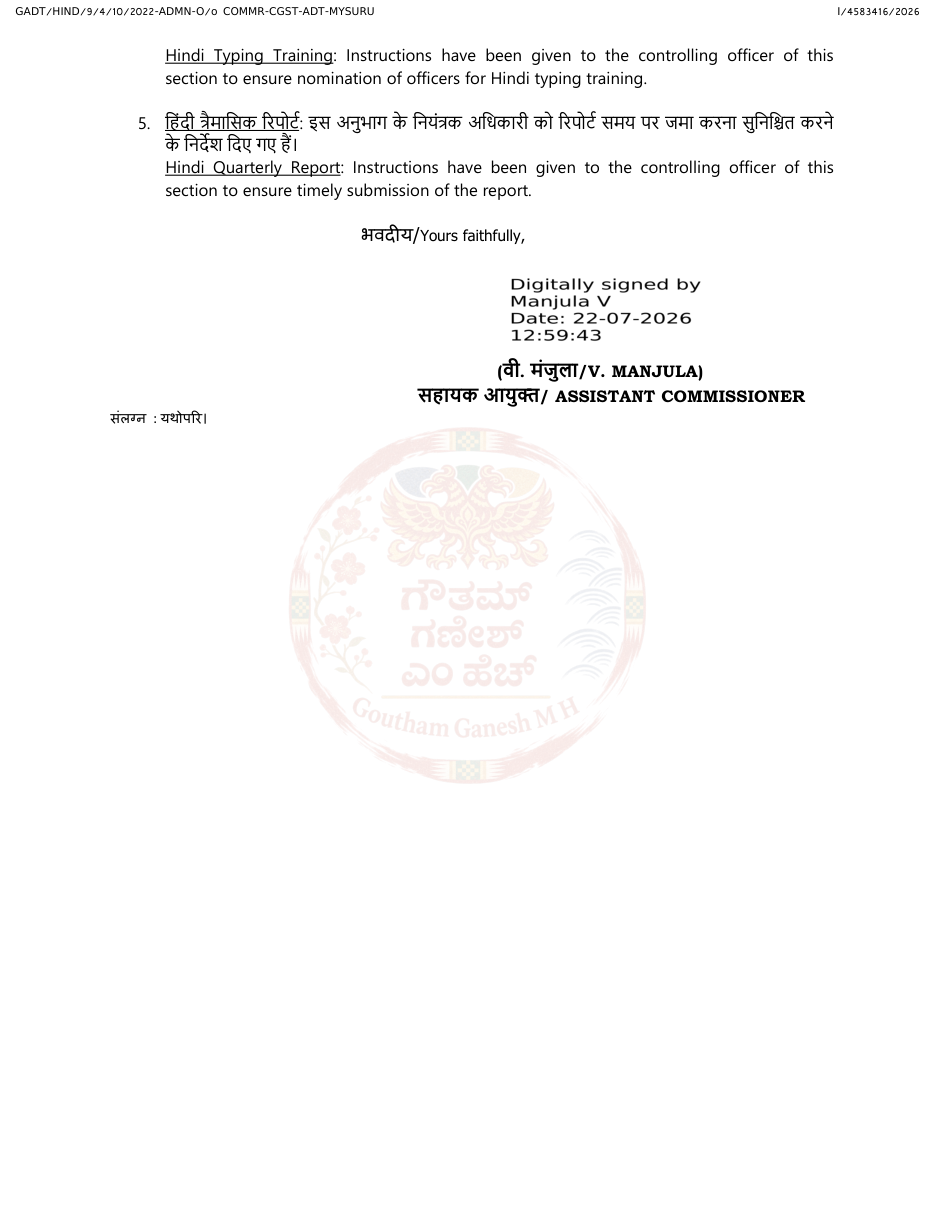 GADT/HIND/9/4/10/2022-ADMN-O/o COMMR-CGST-ADT-MYSURU
I/4583416/2026
Hindi Typing Training: Instructions have been given to the controlling officer of this
section to ensure nomination of officers for Hindi typing training.
5. हिंदी त्रैमासिक रिपोर्ट: इस अनुभाग के नियंत्रक अधिकारी को रिपोर्ट समय पर जमा करना सुनिश्चित करने
के निर्देश दिए गए हैं।
Hindi Quarterly Report: Instructions have been given to the controlling officer of this
section to ensure timely submission of the report.
भवदीय/Yours faithfully,
Digitally signed by
Manjula V
Date: 22-07-2026
12:59:43
(वी. मंजुला/V. MANJULA)
सहायक आयुक्त/ ASSISTANT COMMISSIONER
संलग्न : यथोपरि।
ಗೌತಮ್
ಗಣೇಶ್
ಎಂ ಹೆಚ್
Goutham Ganesh M H